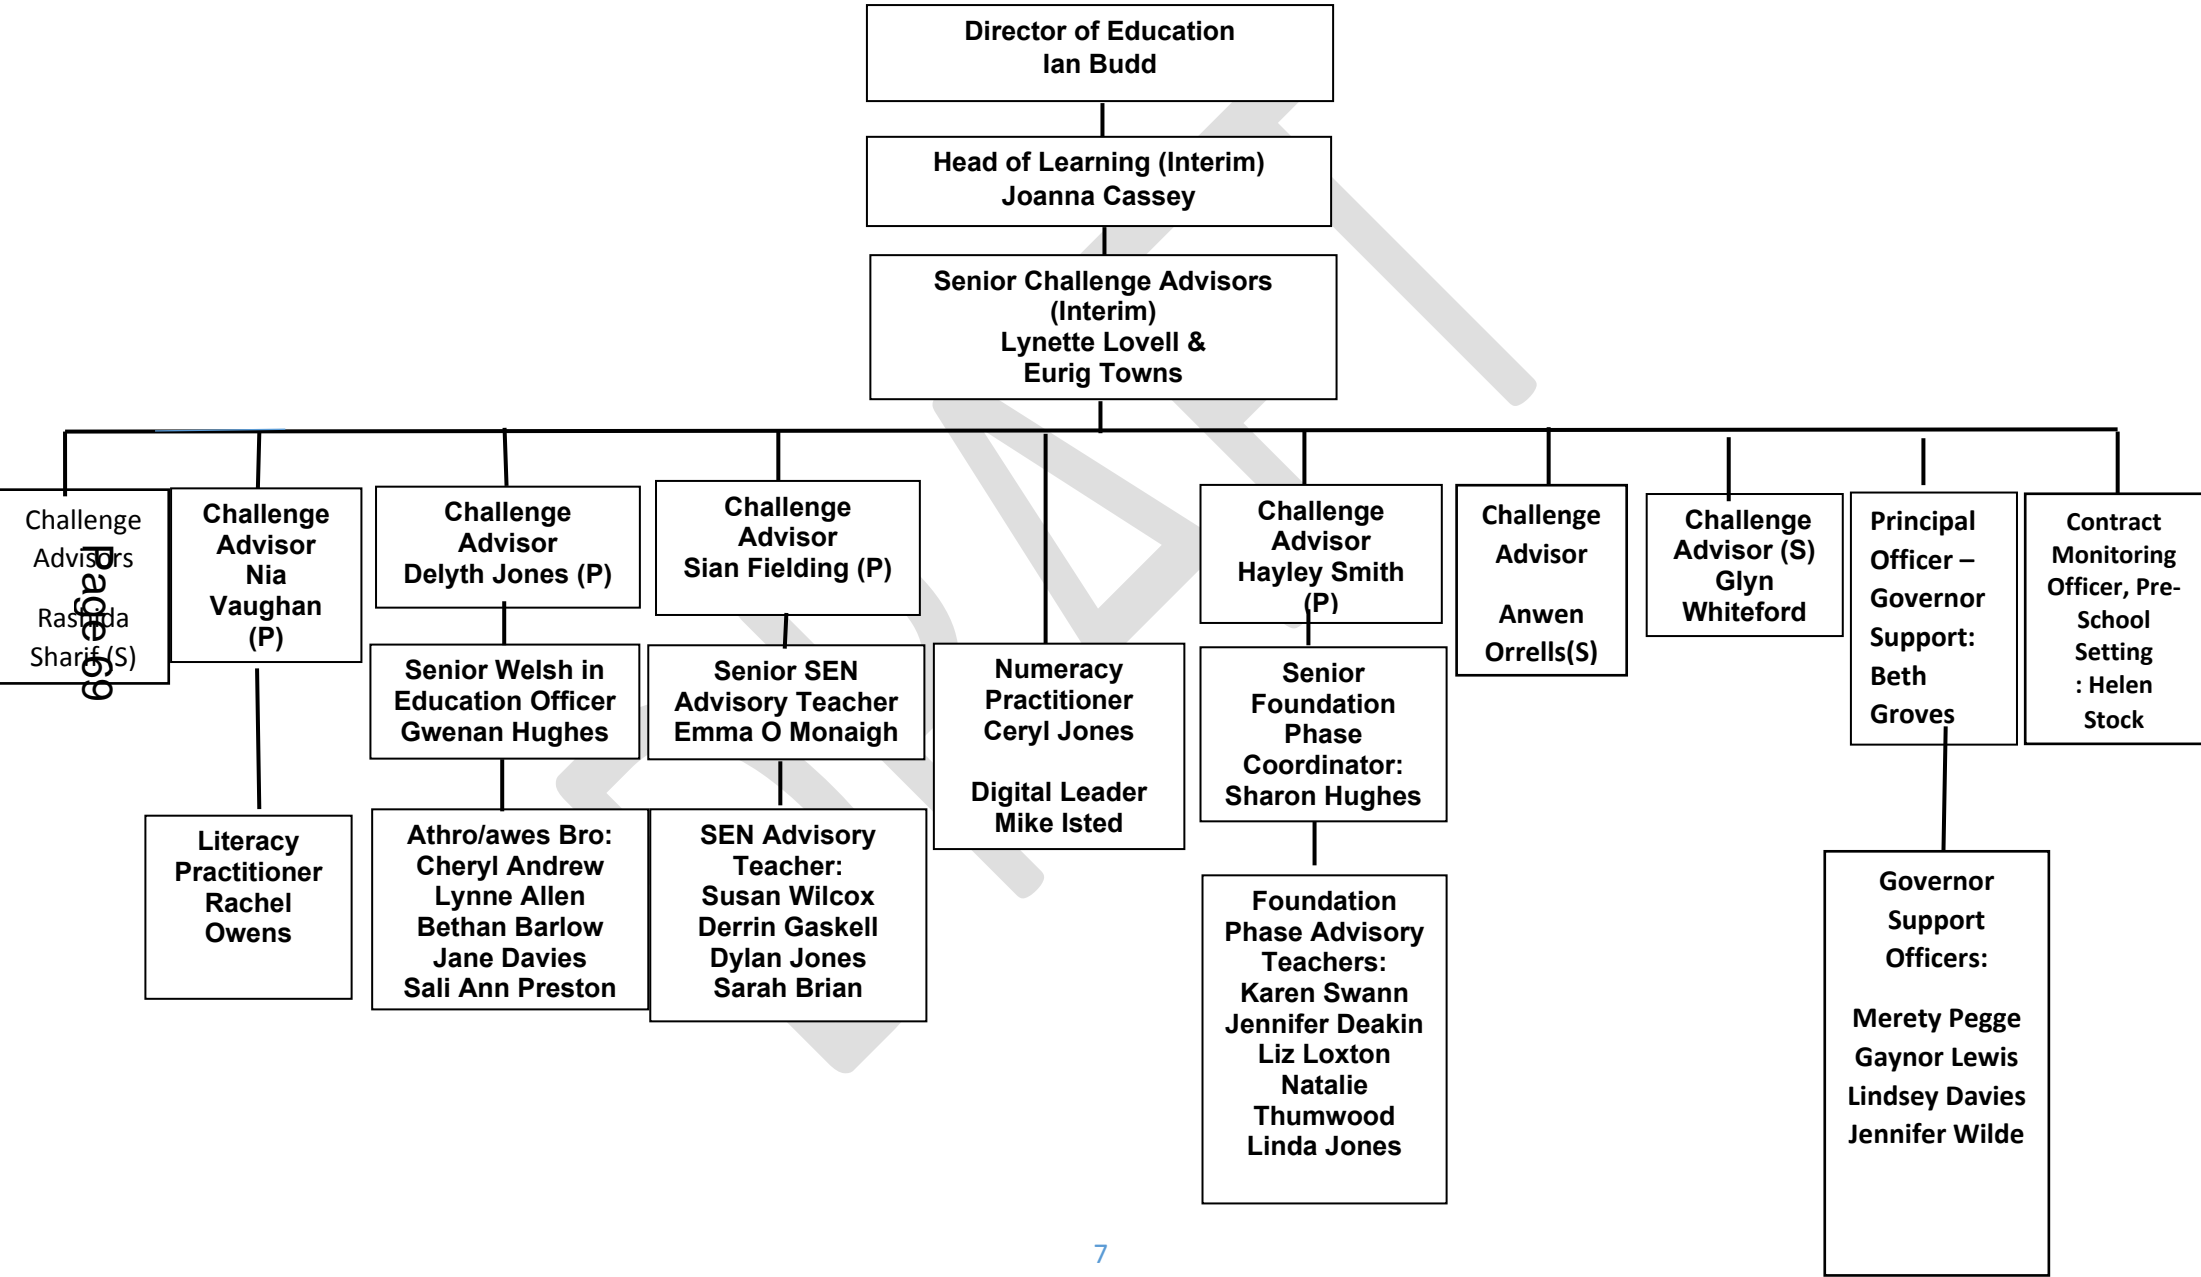 Director of Education
Ian Budd
Head of Learning (Interim)
Joanna Cassey
Senior Challenge Advisors
(Interim)
Lynette Lovell &
Eurig Towns
Challenge
Advisors
Rashida
Sharif (S)
Page 69
Challenge
Advisor
Nia
Vaughan
(P)
Literacy
Practitioner
Rachel
Owens
Challenge
Advisor
Delyth Jones (P)
Senior Welsh in
Education Officer
Gwenan Hughes
Athro/awes Bro:
Cheryl Andrew
Lynne Allen
Bethan Barlow
Jane Davies
Sali Ann Preston
Challenge
Advisor
Sian Fielding (P)
Senior SEN
Advisory Teacher
Emma O Monaigh
SEN Advisory
Teacher:
Susan Wilcox
Derrin Gaskell
Dylan Jones
Sarah Brian
Numeracy
Practitioner
Ceryl Jones
Digital Leader
Mike Isted
Challenge
Advisor
Hayley Smith
(P)
Senior
Foundation
Phase
Coordinator:
Sharon Hughes
Foundation
Phase Advisory
Teachers:
Karen Swann
Jennifer Deakin
Liz Loxton
Natalie
Thumwood
Linda Jones
Challenge
Advisor
Anwen
Orrells(S)
Challenge
Advisor (S)
Glyn
Whiteford
Principal
Officer –
Governor
Support:
Beth
Groves
Governor
Support
Officers:
Merety Pegge
Gaynor Lewis
Lindsey Davies
Jennifer Wilde
Contract
Monitoring
Officer, Pre-
School
Setting
: Helen
Stock
DRAFT
7